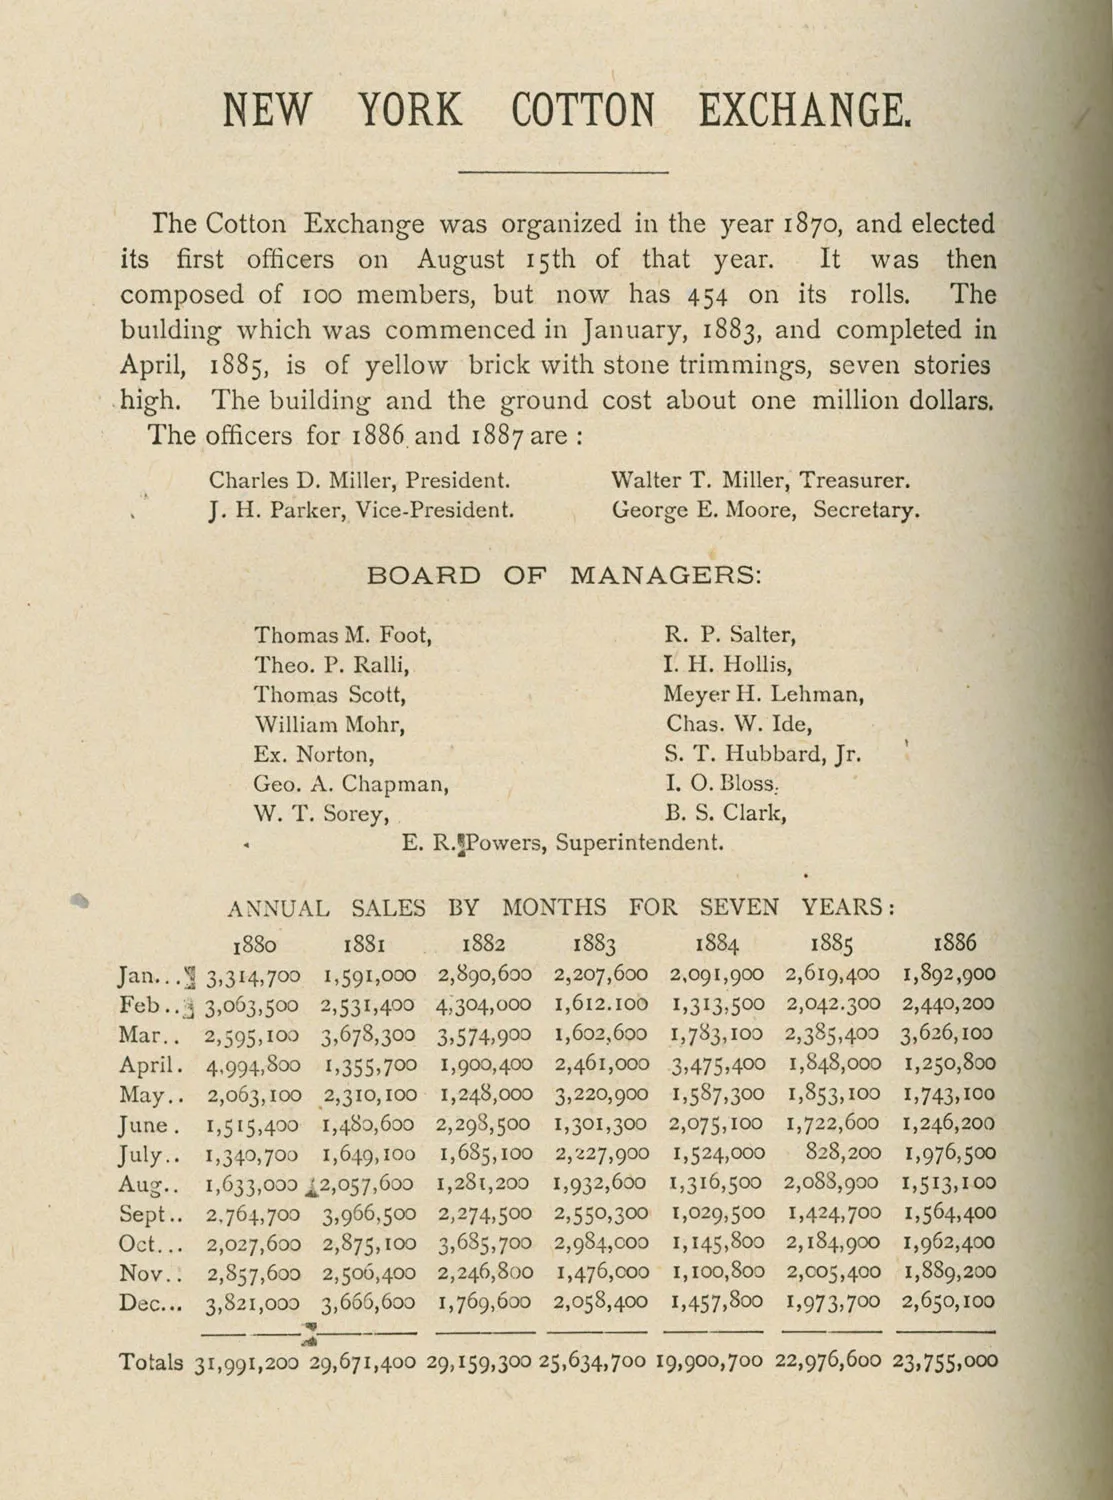 NEW YORK COTTON EXCHANGE.
The Cotton Exchange was organized in the year 1870, and elected
its first officers on August 15th of that year. It was then
composed of 100 members, but now has 454 on its rolls. The
building which was commenced in January, 1883, and completed in
April, 1885, is of yellow brick with stone trimmings, seven stories
high. The building and the ground cost about one million dollars.
The officers for 1886 and 1887 are :
Charles D. Miller, President. Walter T. Miller, Treasurer.
J. H. Parker, Vice-President. George E. Moore, Secretary.
BOARD OF MANAGERS:
Thomas M. Foot, R. P. Salter,
Theo. P. Ralli, I. H. Hollis,
Thomas Scott, Meyer H. Lehman,
William Mohr, Chas. W. Ide,
Ex. Norton, S. T. Hubbard, Jr.
Geo. A. Chapman, I. O. Bloss.
W. T. Sorey, B. S. Clark,
E. R. Powers, Superintendent.
ANNUAL SALES BY MONTHS FOR SEVEN YEARS:
1880 1881 1882 1883 1884 1885 1886
Jan... 3,314,700 1,591,000 2,890,600 2,207,600 2,091,900 2,619,400 1,892,900
Feb.. 3,063,500 2,531,400 4,304,000 1,612.100 1,313,500 2,042.300 2,440,200
Mar.. 2,595,100 3,678,300 3,574,900 1,602,600 1,783,100 2,385,400 3,626,100
April. 4,994,800 1,355,700 1,900,400 2,461,000 3,475,400 1,848,000 1,250,800
May.. 2,063,100 2,310,100 1,248,000 3,220,900 1,587,300 1,853,100 1,743,100
June. 1,515,400 1,480,600 2,298,500 1,301,300 2,075,100 1,722,600 1,246,200
July.. 1,340,700 1,649,100 1,685,100 2,227,900 1,524,000 828,200 1,976,500
Aug.. 1,633,000 2,057,600 1,281,200 1,932,600 1,316,500 2,088,900 1,513,100
Sept.. 2,764,700 3,966,500 2,274,500 2,550,300 1,029,500 1,424,700 1,564,400
Oct... 2,027,600 2,875,100 3,685,700 2,984,000 1,145,800 2,184,900 1,962,400
Nov.. 2,857,600 2,506,400 2,246,800 1,476,000 1,100,800 2,005,400 1,889,200
Dec... 3,821,000 3,666,600 1,769,600 2,058,400 1,457,800 1,973,700 2,650,100
Totals 31,991,200 29,671,400 29,159,300 25,634,700 19,900,700 22,976,600 23,755,000